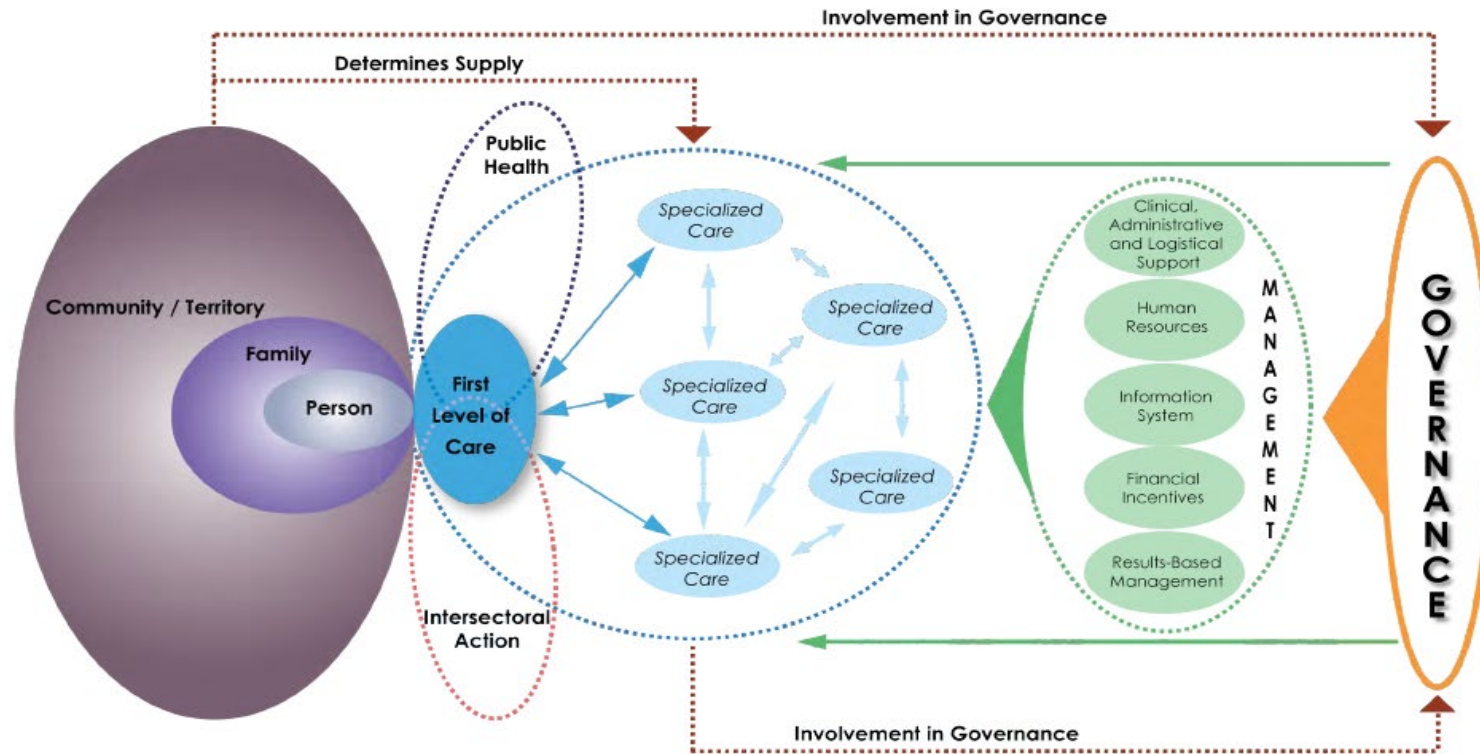 Involvement in Governance
Determines Supply
Public
Health
Community / Territory
Family
Person
First
Level of
Care
Intersectoral
Action
Specialized
Care
Specialized
Care
Specialized
Care
Specialized
Care
Specialized
Care
Clinical,
Administrative
and Logistical
Support
Human
Resources
Information
System
Financial
Incentives
Results-Based
Management
MANAGEMENT
GOVERNANCE
Involvement in Governance